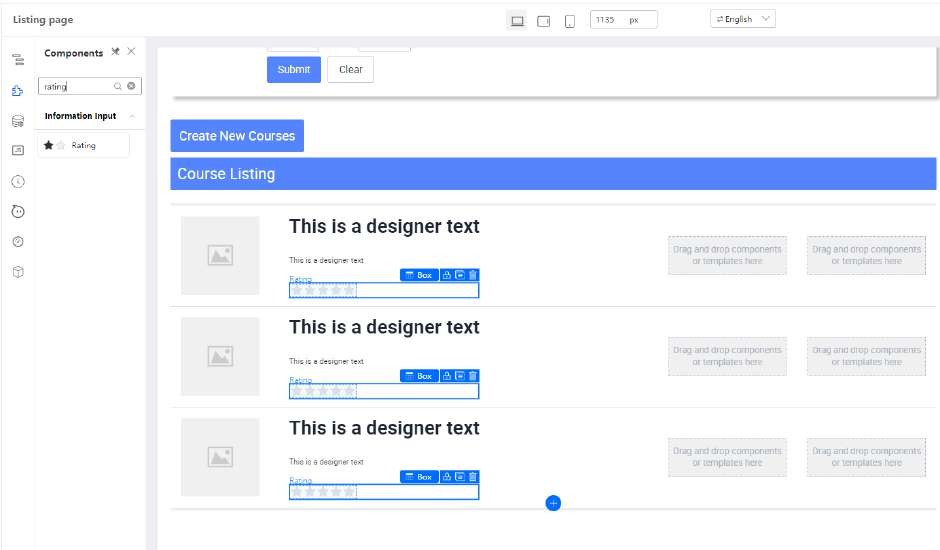 Listing page
1135 px
English
Components
rating
Information Input
Rating
Submit
Clear
Create New Courses
Course Listing
This is a designer text
This is a designer text
Rating
Box
Drag and drop components
or templates here
Drag and drop components
or templates here
This is a designer text
This is a designer text
Rating
Box
Drag and drop components
or templates here
Drag and drop components
or templates here
This is a designer text
This is a designer text
Rating
Box
Drag and drop components
or templates here
Drag and drop components
or templates here